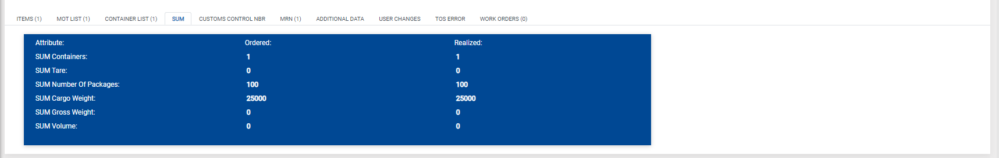 ITEMS (1) MOT LIST (1) CONTAINER LIST (1) SUM CUSTOMS CONTROL NBR MRN (1) ADDITIONAL DATA USER CHANGES TOS ERROR WORK ORDERS (0)
Attribute: Ordered: Realized:
SUM Containers: 1 1
SUM Tare: 0 0
SUM Number Of Packages: 100 100
SUM Cargo Weight: 25000 25000
SUM Gross Weight: 0 0
SUM Volume: 0 0